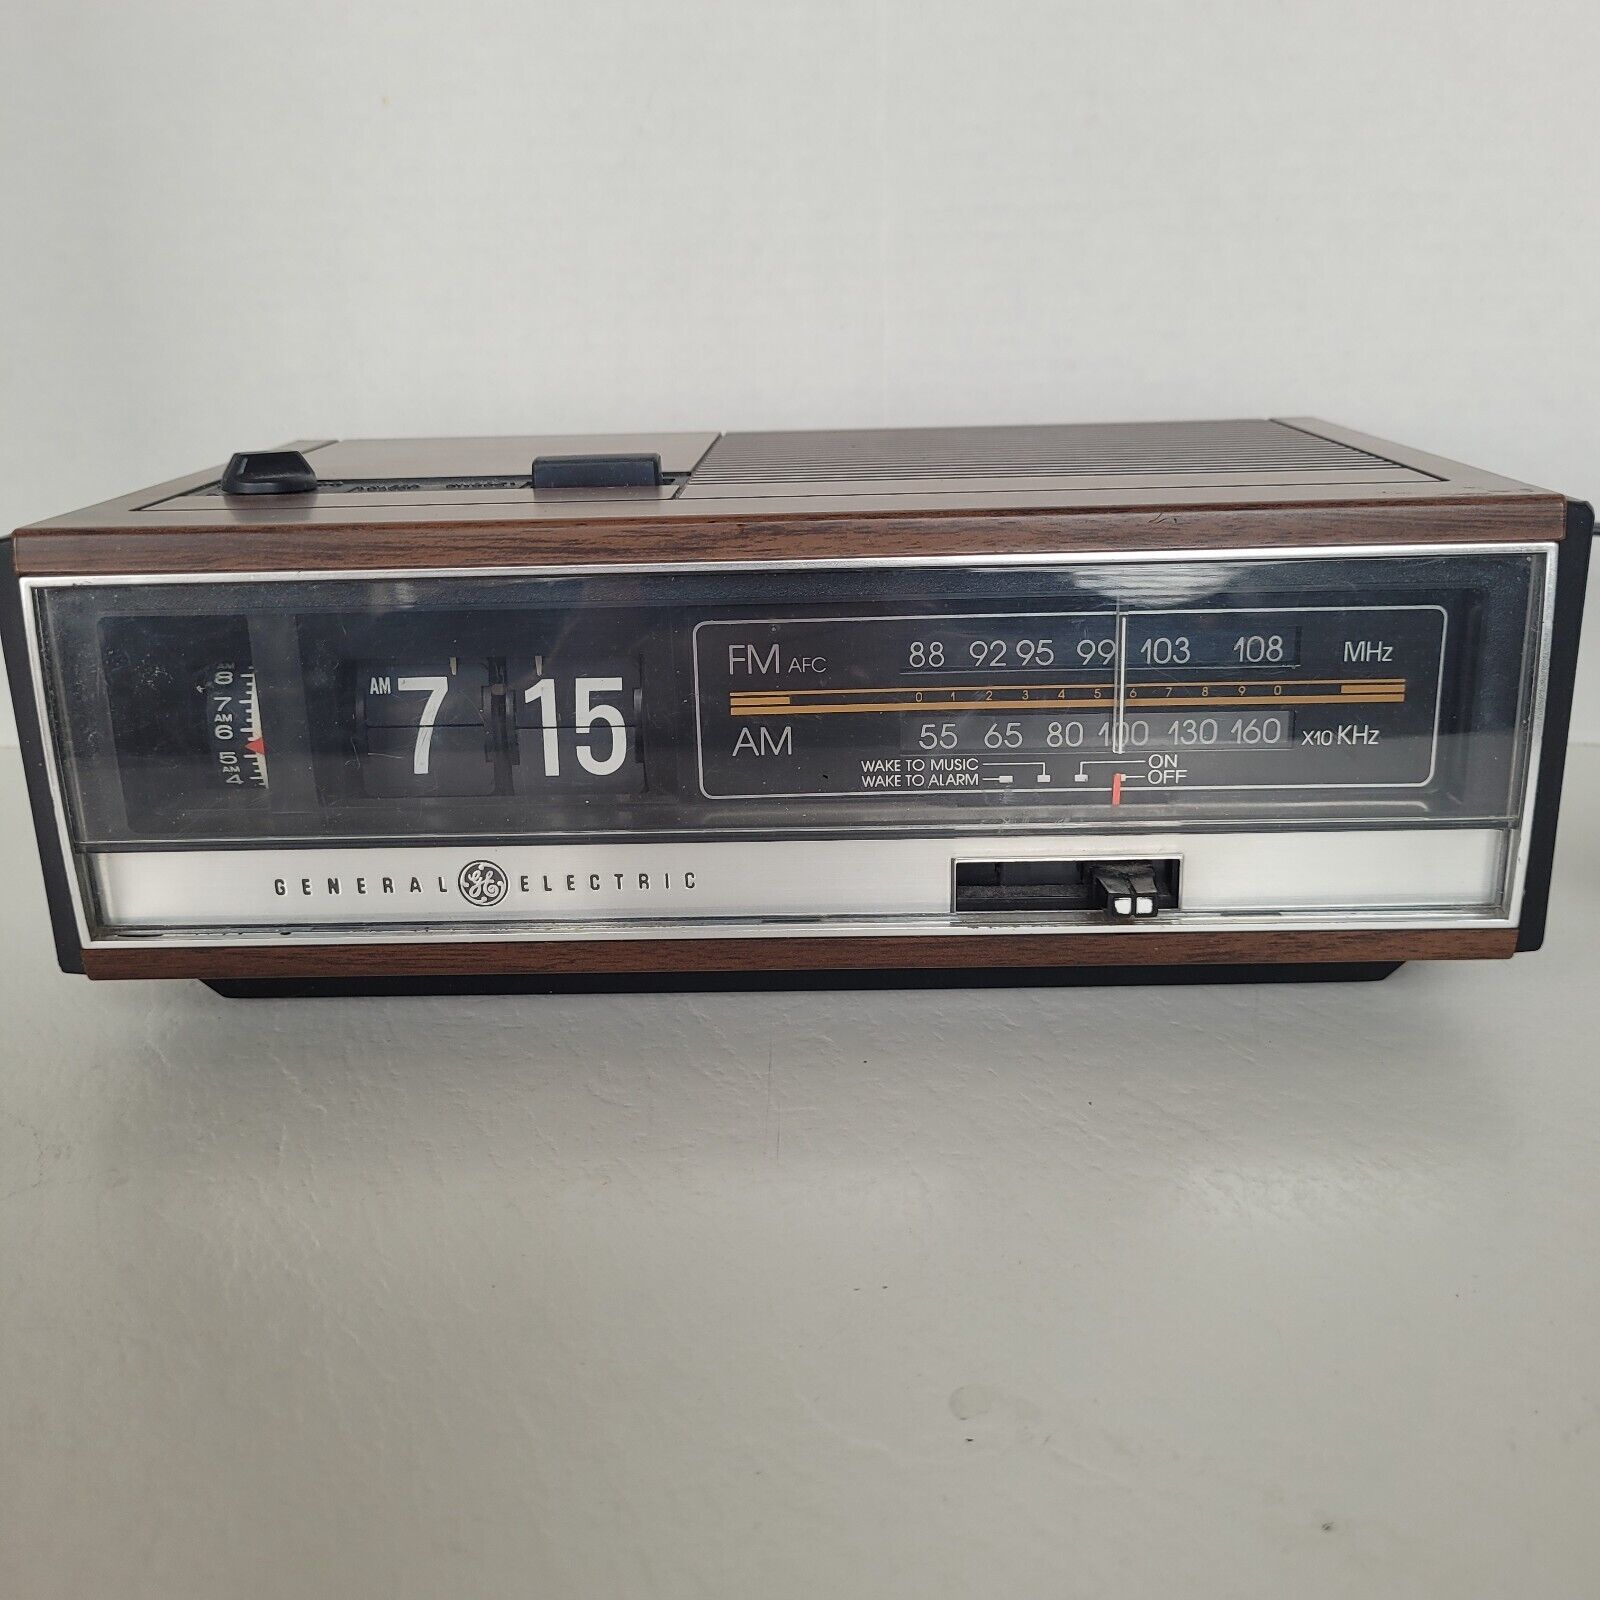 AM
8
7
AM
6
5
AM
4
AM 7 15
FM AFC 88 92 95 99 103 108 MHz
0 1 2 3 4 5 6 7 8 9 0
AM 55 65 80 100 130 160 X10 KHz
WAKE TO MUSIC ON
WAKE TO ALARM OFF
GENERAL GE ELECTRIC